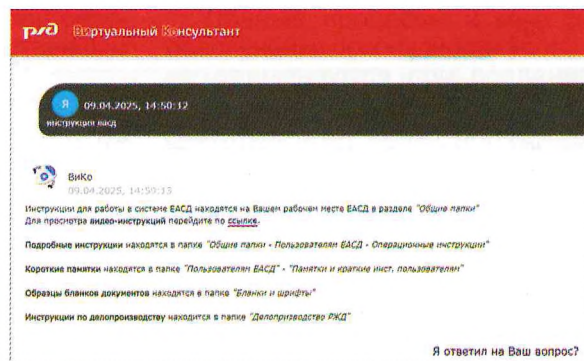 ржд Виртуальный Консультант
Я 09.04.2025, 14:50:12
инструкция еасд
ВиКо
09.04.2025, 14:50:13
Инструкции для работы в системе ЕАСД находятся на Вашем рабочем месте ЕАСД в разделе "Общие папки"
Для просмотра видео-инструкций перейдите по ссылке.
Подробные инструкции находятся в папке "Общие папки - Пользователям ЕАСД - Операционные инструкции"
Короткие памятки находятся в папке "Пользователям ЕАСД" - "Памятки и краткие инст. пользователям"
Образцы бланков документов находятся в папке "Бланки и шрифты"
Инструкции по делопроизводству находится в папке "Делопроизводство РЖД"
Я ответил на Ваш вопрос?